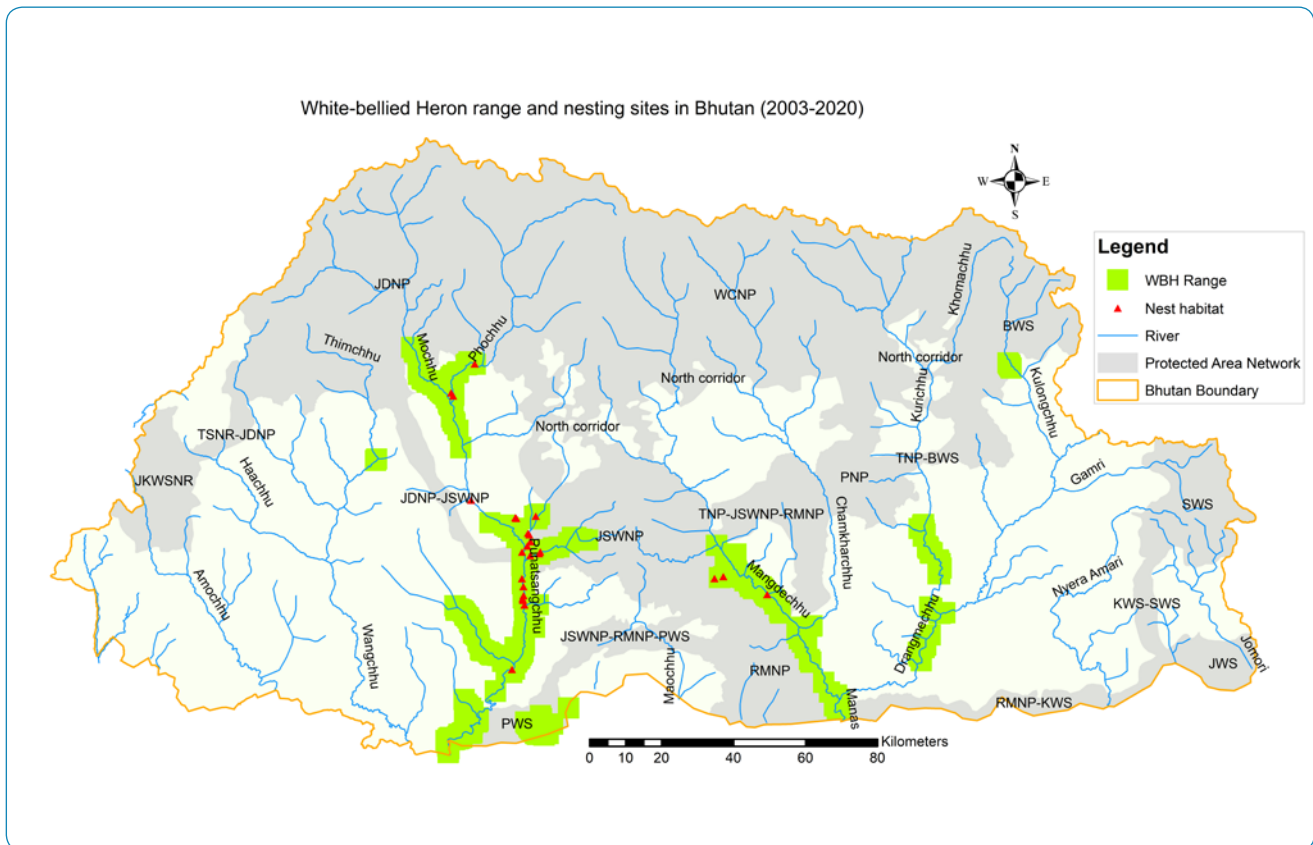 White-bellied Heron range and nesting sites in Bhutan (2003-2020)
N
W
E
S
Legend
WBH Range
Nest habitat
River
Protected Area Network
Bhutan Boundary
JDNP
WCNP
Khomachhu
BWS
Mochhu
Phochhu
Thimchhu
North corridor
North corridor
Kurichhu
Kulongchhu
North corridor
TSNR-JDNP
Haachhu
JKWSNR
TNP-BWS
PNP
Gamri
SWS
JDNP-JSWNP
Chamkharchhu
TNP-JSWNP-RMNP
JSWNP
Punatsangchhu
Mangdechhu
Nyera Amari
Amochhu
KWS-SWS
Wangchhu
JSWNP-RMNP-PWS
Drangmechhu
Maochhu
RMNP
JWS
Jomori
Manas
RMNP-KWS
PWS
Kilometers
0 10 20 40 60 80